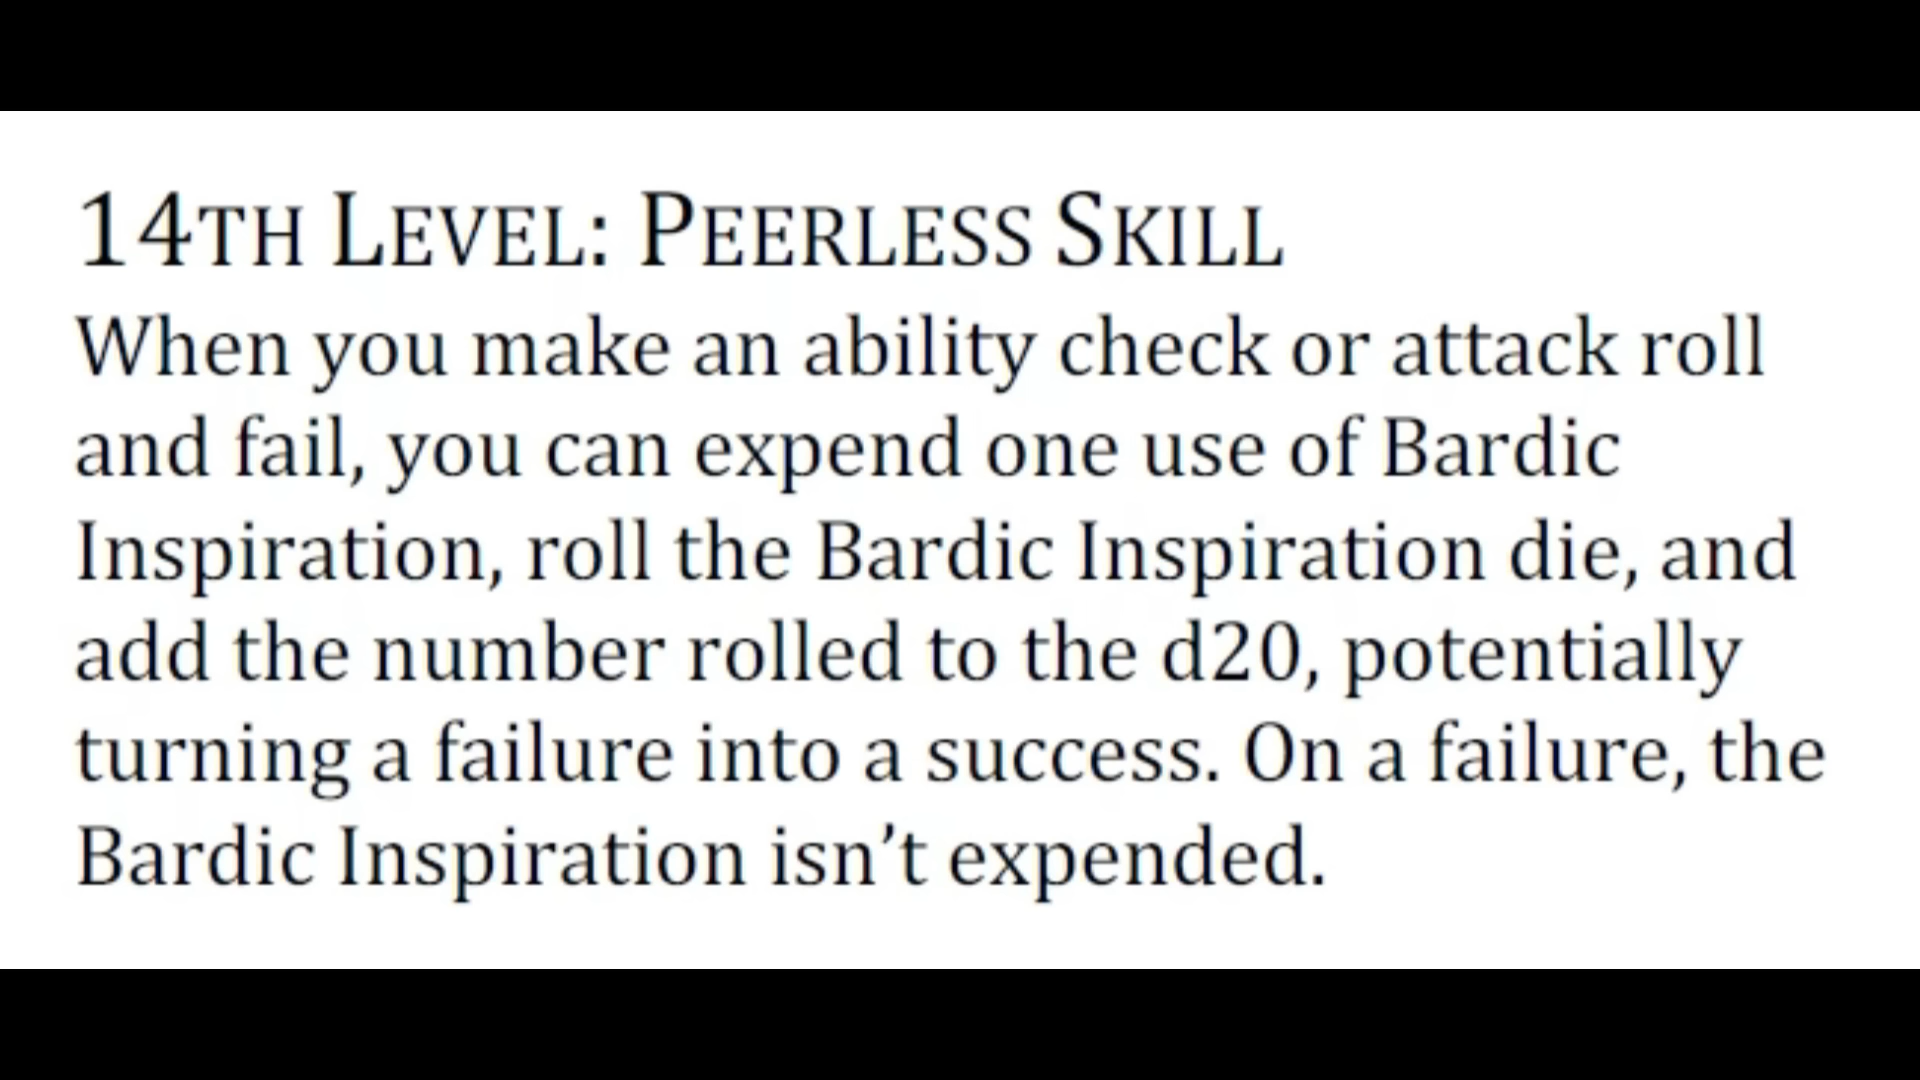 14TH LEVEL: PEERLESS SKILL
When you make an ability check or attack roll
and fail, you can expend one use of Bardic
Inspiration, roll the Bardic Inspiration die, and
add the number rolled to the d20, potentially
turning a failure into a success. On a failure, the
Bardic Inspiration isn’t expended.